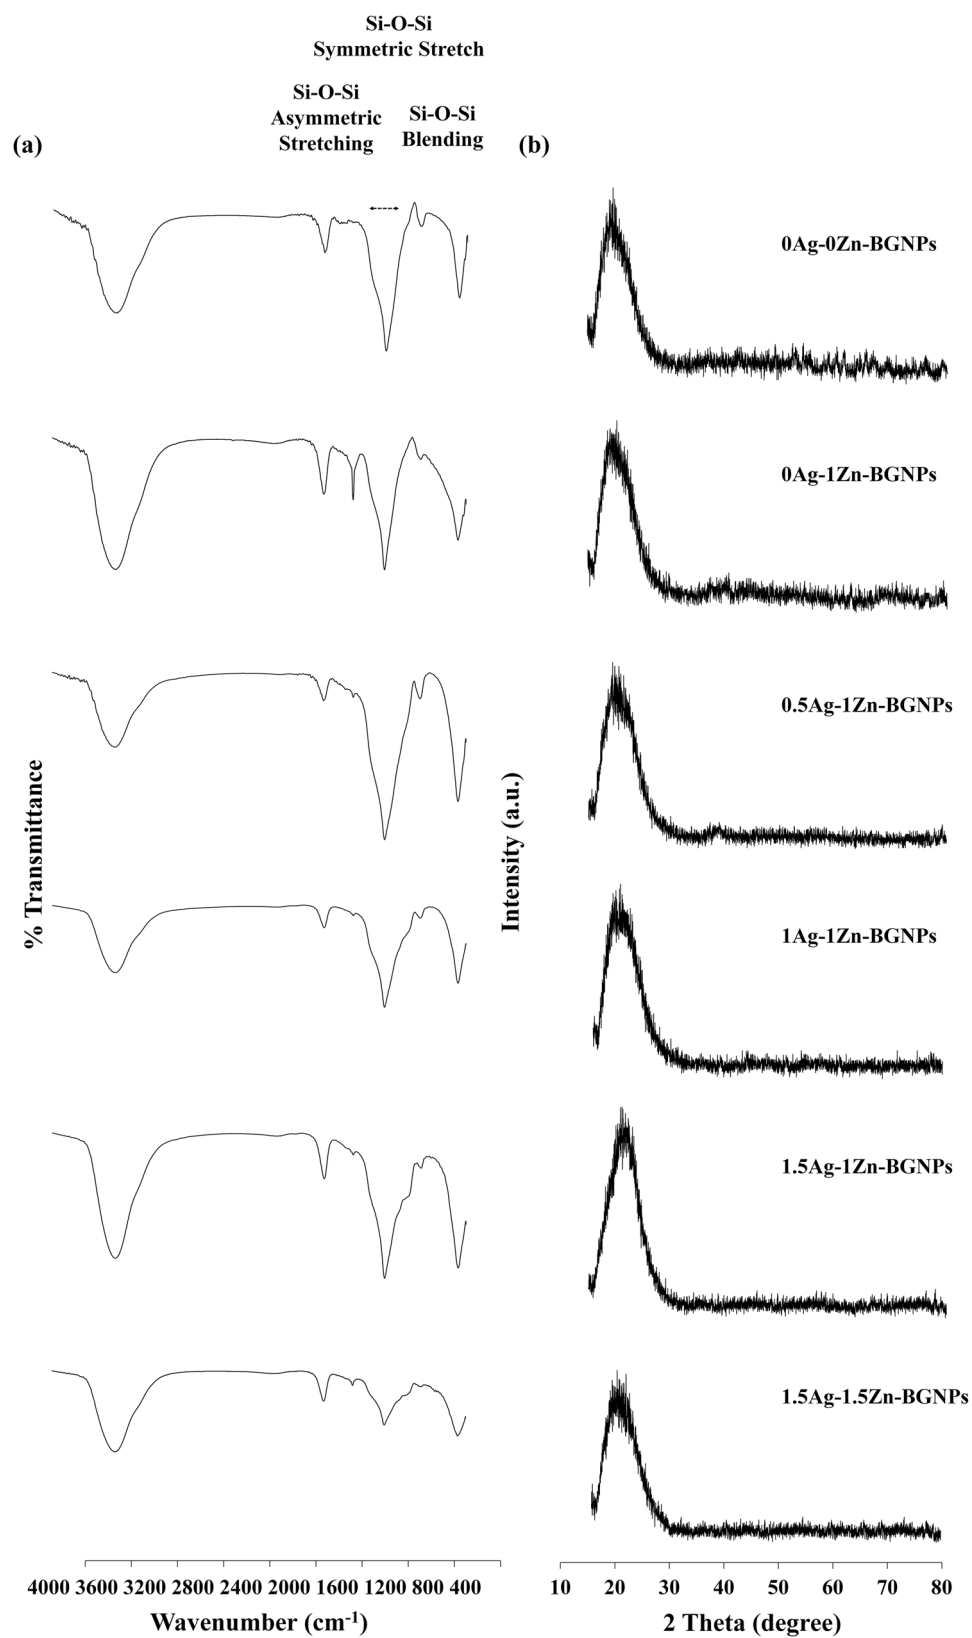 Si-O-Si
Symmetric Stretch
Si-O-Si
Asymmetric
Stretching
Si-O-Si
Blending
(a)
(b)
0Ag-0Zn-BGNPs
0Ag-1Zn-BGNPs
0.5Ag-1Zn-BGNPs
1Ag-1Zn-BGNPs
1.5Ag-1Zn-BGNPs
1.5Ag-1.5Zn-BGNPs
% Transmittance
Intensity (a.u.)
4000 3600 3200 2800 2400 2000 1600 1200 800 400
Wavenumber (cm-1)
10 20 30 40 50 60 70 80
2 Theta (degree)